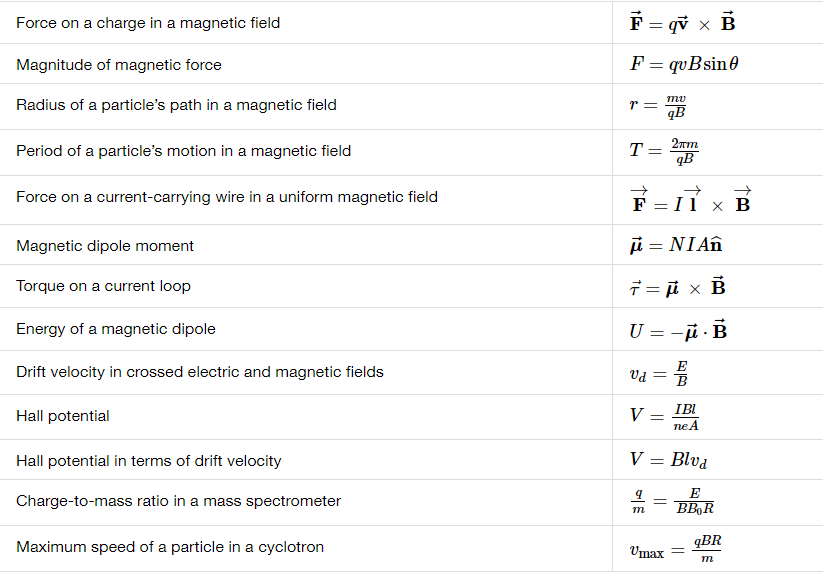 Force on a charge in a magnetic field $\vec{\mathbf{F}} = q\vec{\mathbf{v}} \times \vec{\mathbf{B}}$
Magnitude of magnetic force $F = qvB\sin\theta$
Radius of a particle’s path in a magnetic field $r = \frac{mv}{qB}$
Period of a particle’s motion in a magnetic field $T = \frac{2\pi m}{qB}$
Force on a current-carrying wire in a uniform magnetic field $\overrightarrow{\mathbf{F}} = I\overrightarrow{\mathbf{l}} \times \overrightarrow{\mathbf{B}}$
Magnetic dipole moment $\vec{\boldsymbol{\mu}} = NIA\hat{\mathbf{n}}$
Torque on a current loop $\vec{\tau} = \vec{\boldsymbol{\mu}} \times \vec{\mathbf{B}}$
Energy of a magnetic dipole $U = -\vec{\boldsymbol{\mu}} \cdot \vec{\mathbf{B}}$
Drift velocity in crossed electric and magnetic fields $v_d = \frac{E}{B}$
Hall potential $V = \frac{IBl}{neA}$
Hall potential in terms of drift velocity $V = Blv_d$
Charge-to-mass ratio in a mass spectrometer $\frac{q}{m} = \frac{E}{BB_0R}$
Maximum speed of a particle in a cyclotron $v_{\text{max}} = \frac{qBR}{m}$